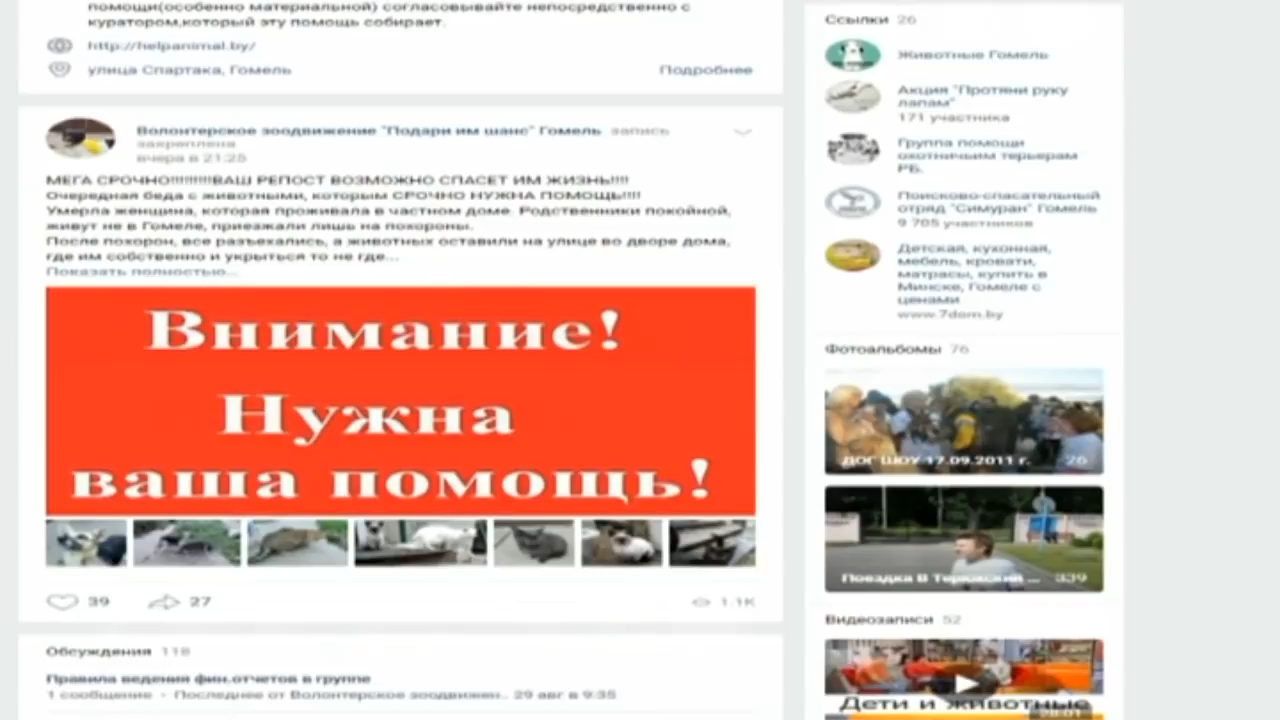 помощи(особенно материальной) согласовывайте непосредственно с
куратором,который эту помощь собирает.
http://helpanimal.by/
улица Спартака, Гомель
Подробнее
Волонтерское зоодвижение "Подари им шанс" Гомель запись
закреплена
вчера в 21:25
МЕГА СРОЧНО!!!!!!!!!ВАШ РЕПОСТ ВОЗМОЖНО СПАСЕТ ИМ ЖИЗНЬ!!!!
Очередная беда с животными, которым СРОЧНО НУЖНА ПОМОЩЬ!!!!
Умерла женщина, которая проживала в частном доме. Родственники покойной,
живут не в Гомеле, приезжали лишь на похороны.
После похорон, все разъехались, а животных оставили на улице во дворе дома,
где им собственно и укрыться то не где...
Показать полностью...
Внимание!
Нужна
ваша помощь!
39
27
1.1K
Обсуждения 118
Правила ведения фин.отчетов в группе
1 сообщение · Последнее от Волонтерское зоодвижен.. 29 авг в 9:35
Ссылки 26
Животные Гомель
Акция "Протяни руку
лапам"
171 участника
Группа помощи
охотничьим терьерам
РБ.
Поисково-спасательный
отряд "Симуран" Гомель
9 705 участников
Детская, кухонная,
мебель, кровати,
матрасы, купить в
Минске, Гомеле с
ценами
www.7dom.by
Фотоальбомы 76
ДОГ ШОУ 17.09.2011 г. 26
Поездка В ... 339
Видеозаписи 52
Дети и животные